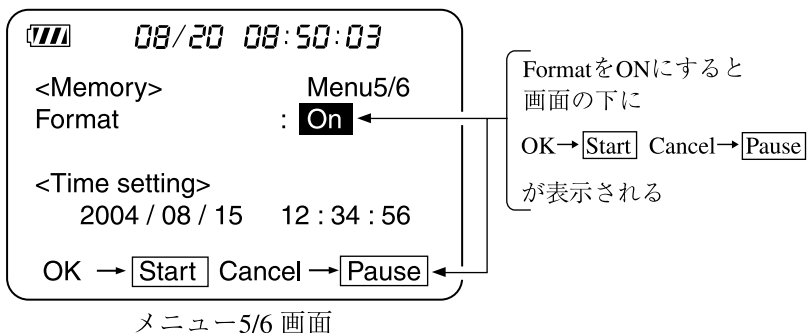 08/20 08:50:03
<Memory> Menu5/6
Format : On
<Time setting>
2004 / 08 / 15 12 : 34 : 56
OK → Start Cancel → Pause
メニュー5/6 画面
FormatをONにすると
画面の下に
OK→Start Cancel→Pause
が表示される